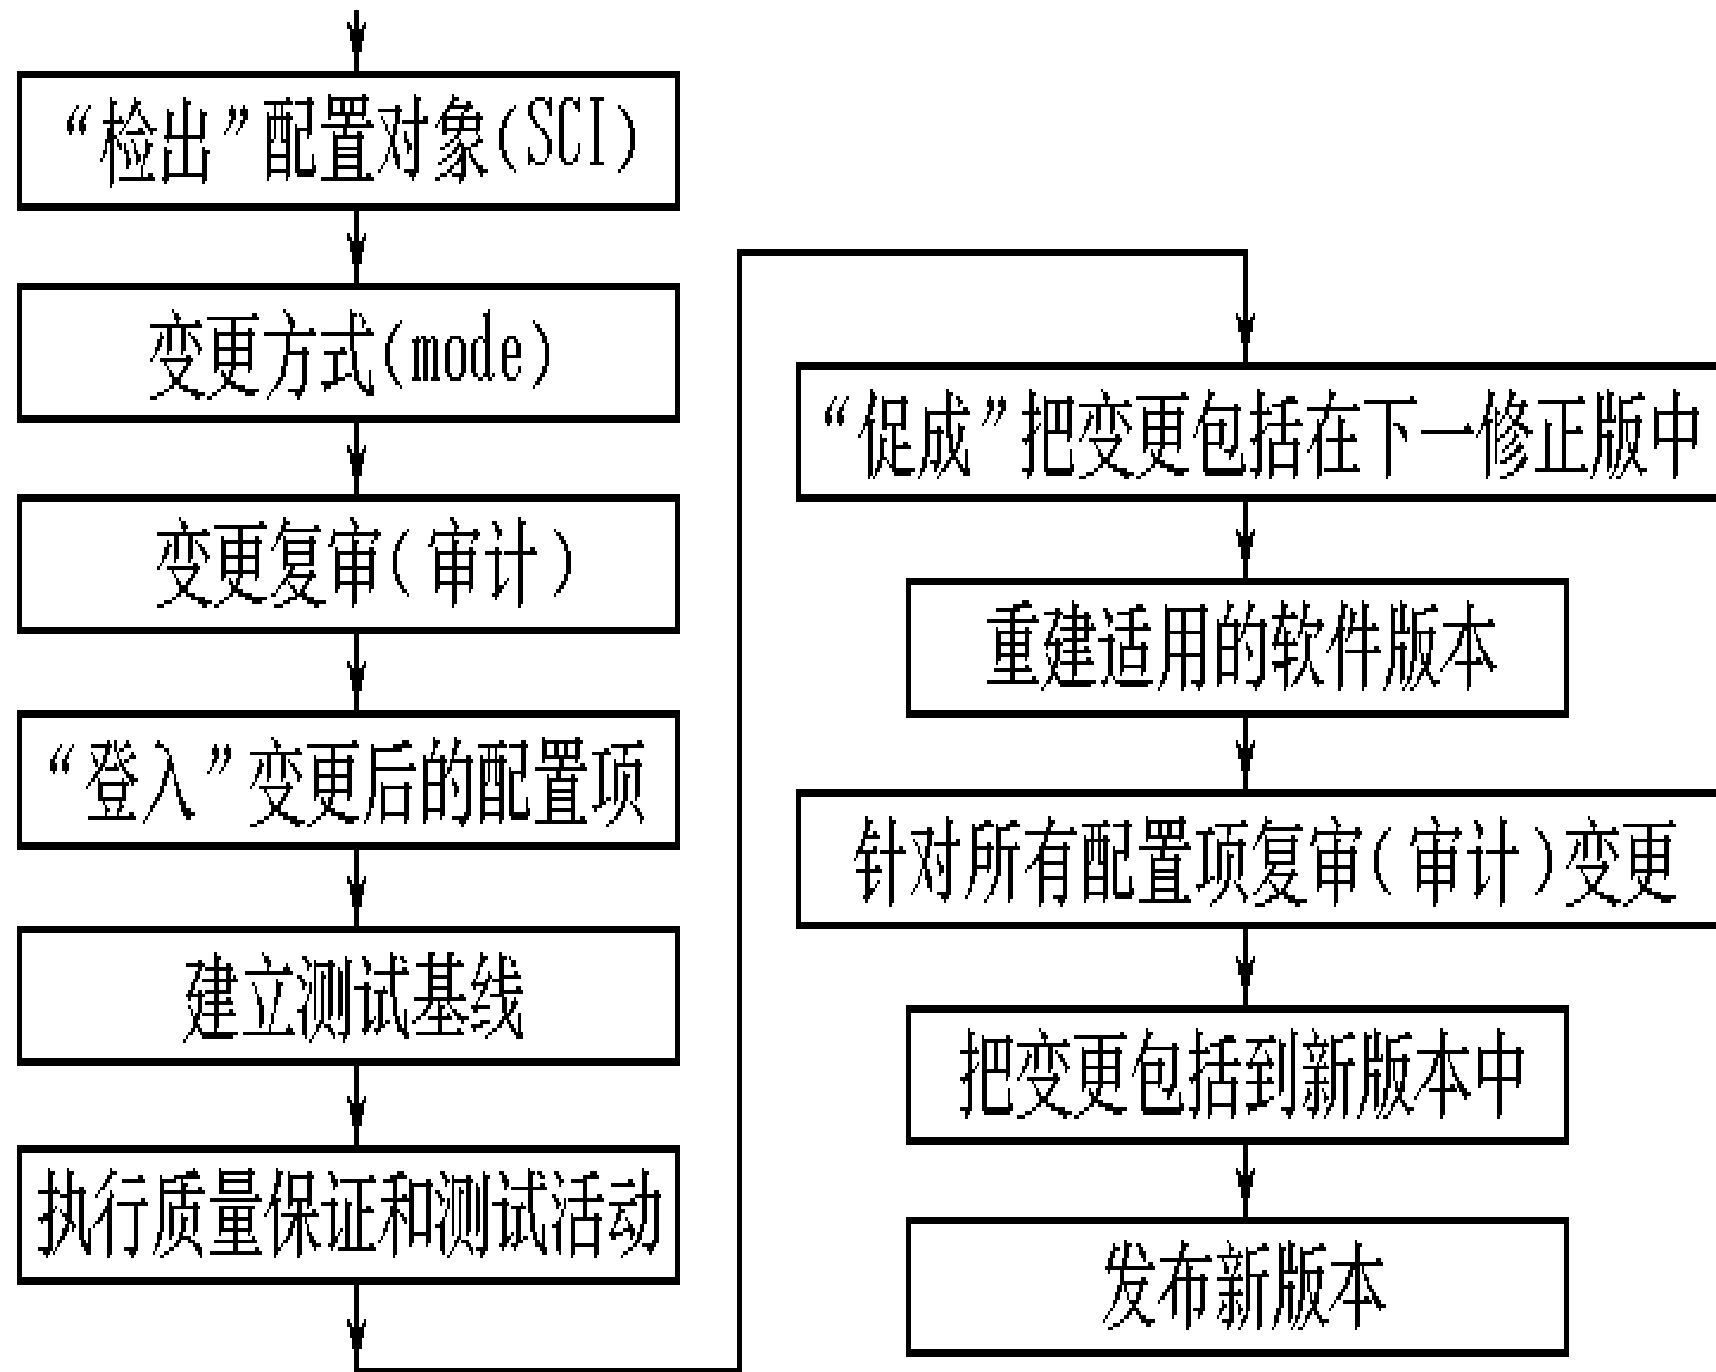 “检出”配置对象(SCI)
变更方式(mode)
变更复审(审计)
“登入”变更后的配置项
建立测试基线
执行质量保证和测试活动
“促成”把变更包括在下一修正版中
重建适用的软件版本
针对所有配置项复审(审计)变更
把变更包括到新版本中
发布新版本